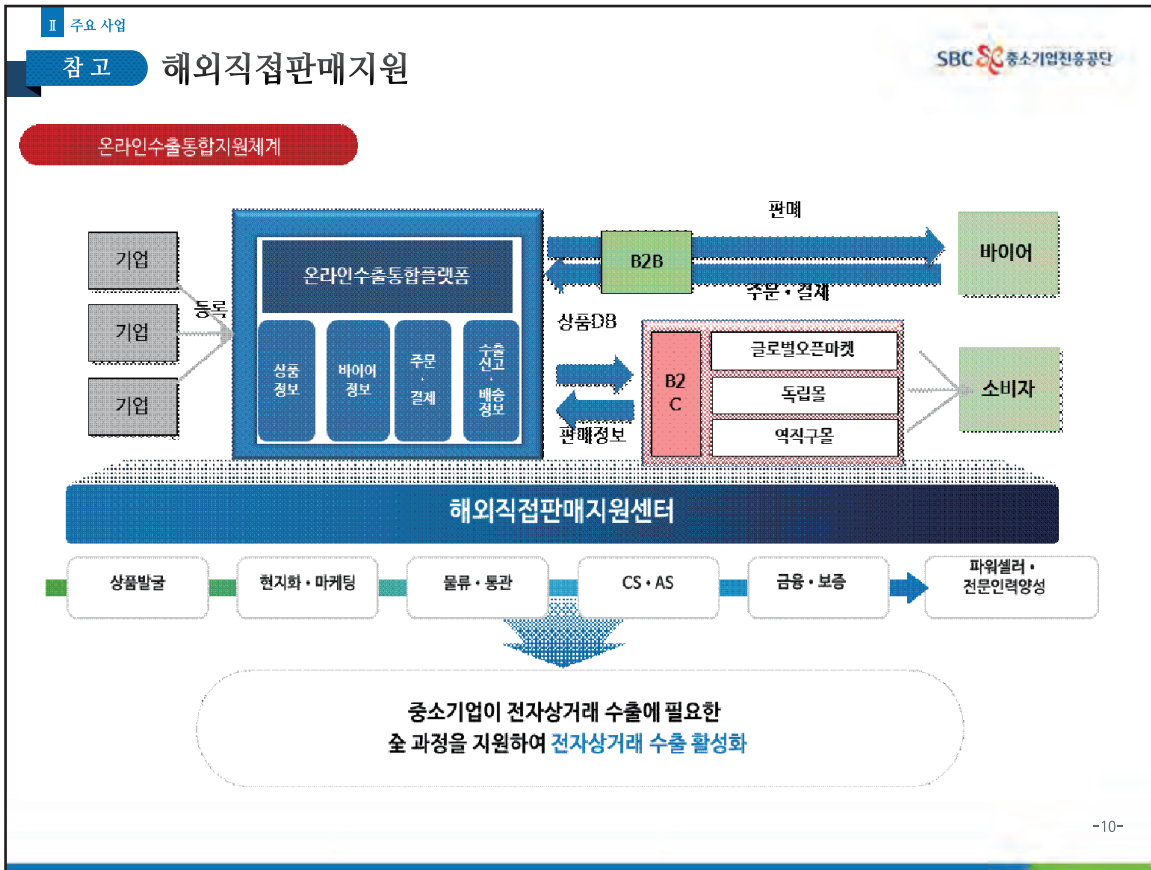 Ⅱ 주요 사업
참 고 해외직접판매지원
SBC 중소기업진흥공단
온라인수출통합지원체계
기업
기업
기업
등록
온라인수출통합플랫폼
상품
정보
바이어
정보
주문
·
결제
수출
신고
·
배송
정보
판매
B2B
주문·결제
바이어
상품DB
판매정보
B2
C
글로벌오픈마켓
독립몰
역직구몰
소비자
해외직접판매지원센터
상품발굴
현지화·마케팅
물류·통관
CS·AS
금융·보증
파워셀러·
전문인력양성
중소기업이 전자상거래 수출에 필요한
全 과정을 지원하여 전자상거래 수출 활성화
-10-